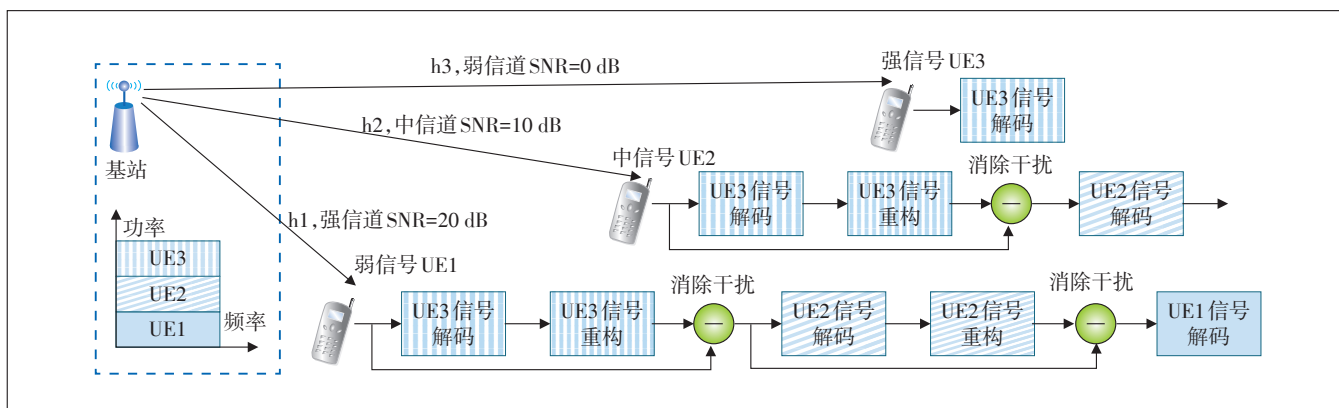 h3,弱信道SNR=0 dB
强信号UE3
UE3信号
解码
h2,中信道SNR=10 dB
基站
中信号UE2
消除干扰
UE3信号
解码
UE3信号
重构
UE2信号
解码
h1,强信道SNR=20 dB
功率
UE3
UE2
UE1
频率
弱信号UE1
消除干扰
消除干扰
UE3信号
解码
UE3信号
重构
UE2信号
解码
UE2信号
重构
UE1信号
解码